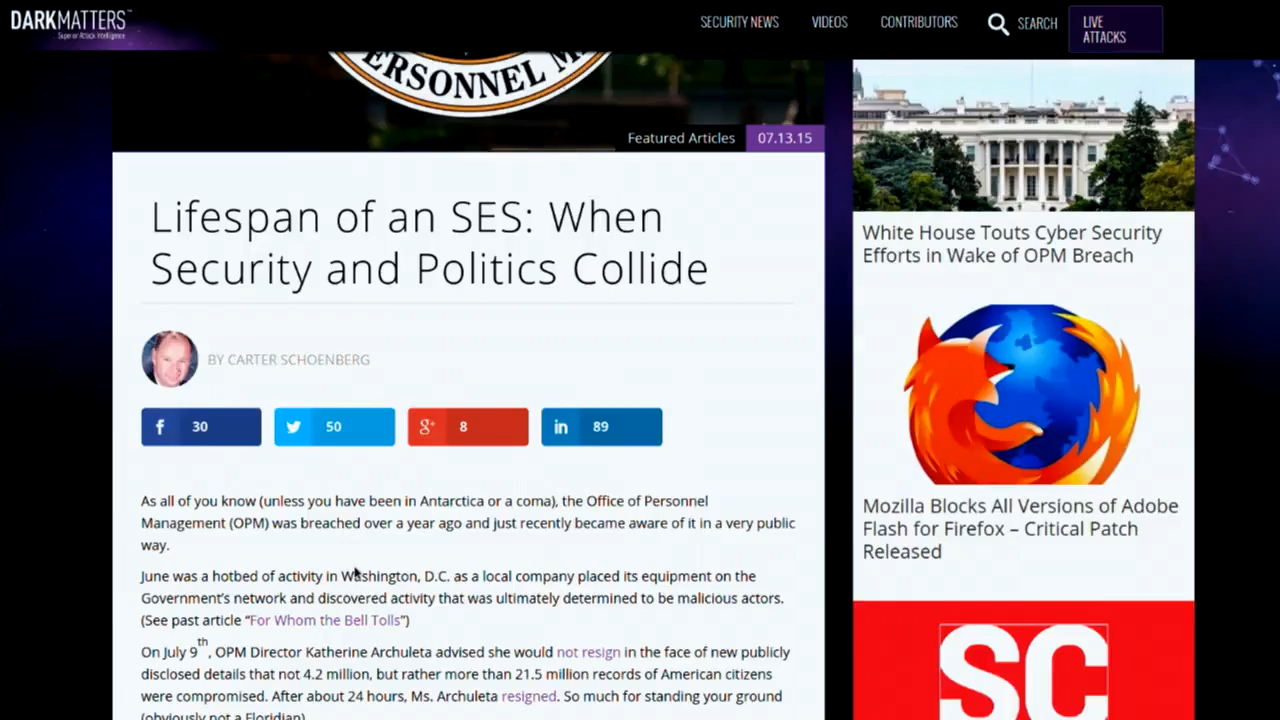 DARKMATTERS™
Superior Attack Intelligence
SECURITY NEWS
VIDEOS
CONTRIBUTORS
SEARCH
LIVE
ATTACKS
ERSONNEL M
Featured Articles
07.13.15
Lifespan of an SES: When
Security and Politics Collide
BY CARTER SCHOENBERG
f 30
50
g+ 8
in 89
As all of you know (unless you have been in Antarctica or a coma), the Office of Personnel
Management (OPM) was breached over a year ago and just recently became aware of it in a very public
way.
June was a hotbed of activity in Washington, D.C. as a local company placed its equipment on the
Government's network and discovered activity that was ultimately determined to be malicious actors.
(See past article “For Whom the Bell Tolls”)
On July 9th, OPM Director Katherine Archuleta advised she would not resign in the face of new publicly
disclosed details that not 4.2 million, but rather more than 21.5 million records of American citizens
were compromised. After about 24 hours, Ms. Archuleta resigned. So much for standing your ground
(obviously not a Floridian)
White House Touts Cyber Security
Efforts in Wake of OPM Breach
Mozilla Blocks All Versions of Adobe
Flash for Firefox – Critical Patch
Released
SC